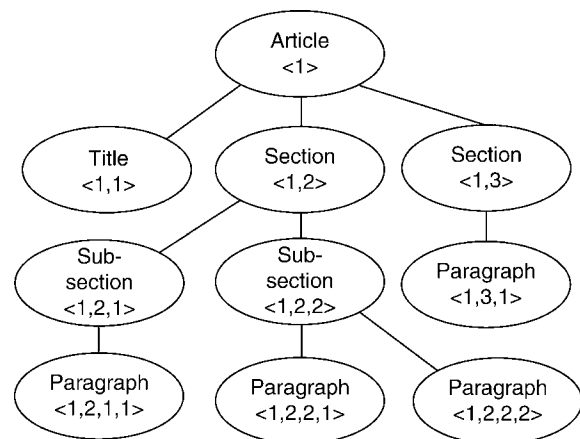 Article
<1>
Title
<1,1>
Section
<1,2>
Section
<1,3>
Sub-
section
<1,2,1>
Sub-
section
<1,2,2>
Paragraph
<1,3,1>
Paragraph
<1,2,1,1>
Paragraph
<1,2,2,1>
Paragraph
<1,2,2,2>